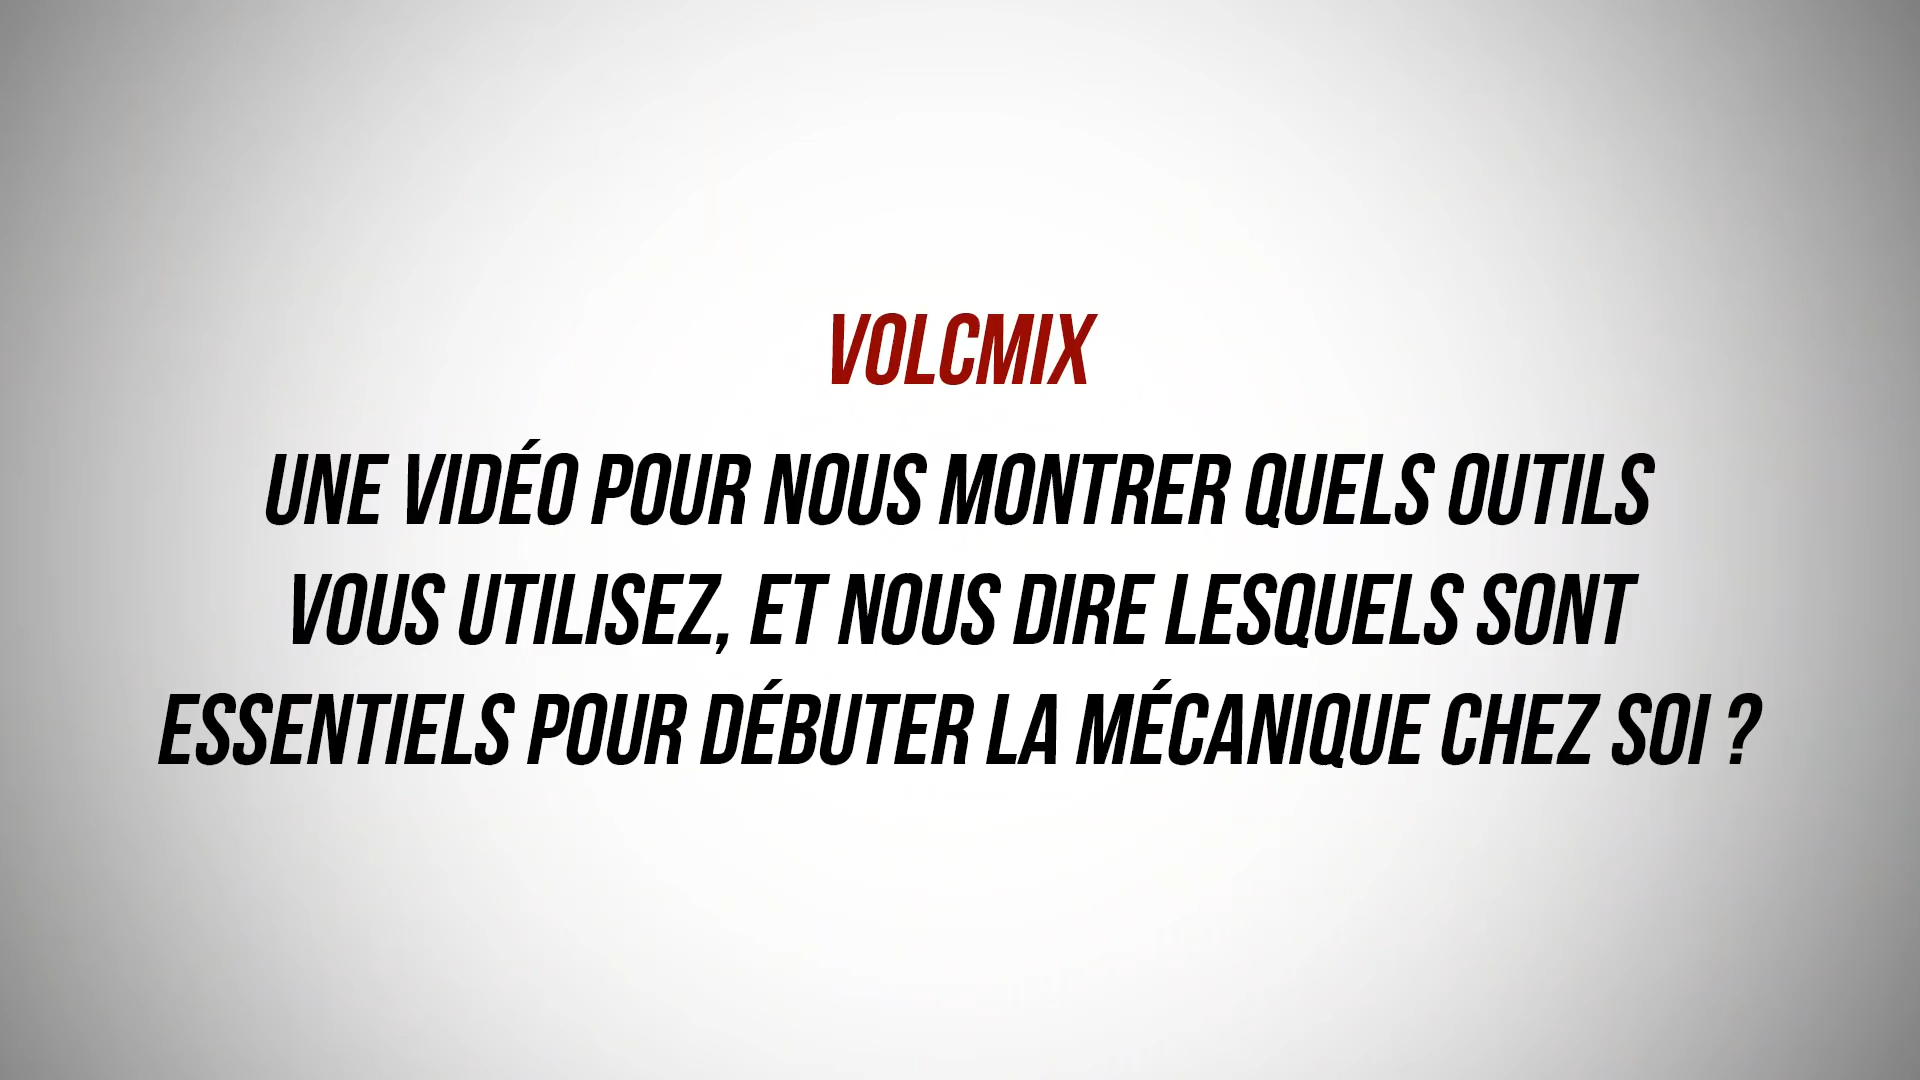 VOLCMIX
UNE VIDÉO POUR NOUS MONTRER QUELS OUTILS
VOUS UTILISEZ, ET NOUS DIRE LESQUELS SONT
ESSENTIELS POUR DÉBUTER LA MÉCANIQUE CHEZ SOI ?